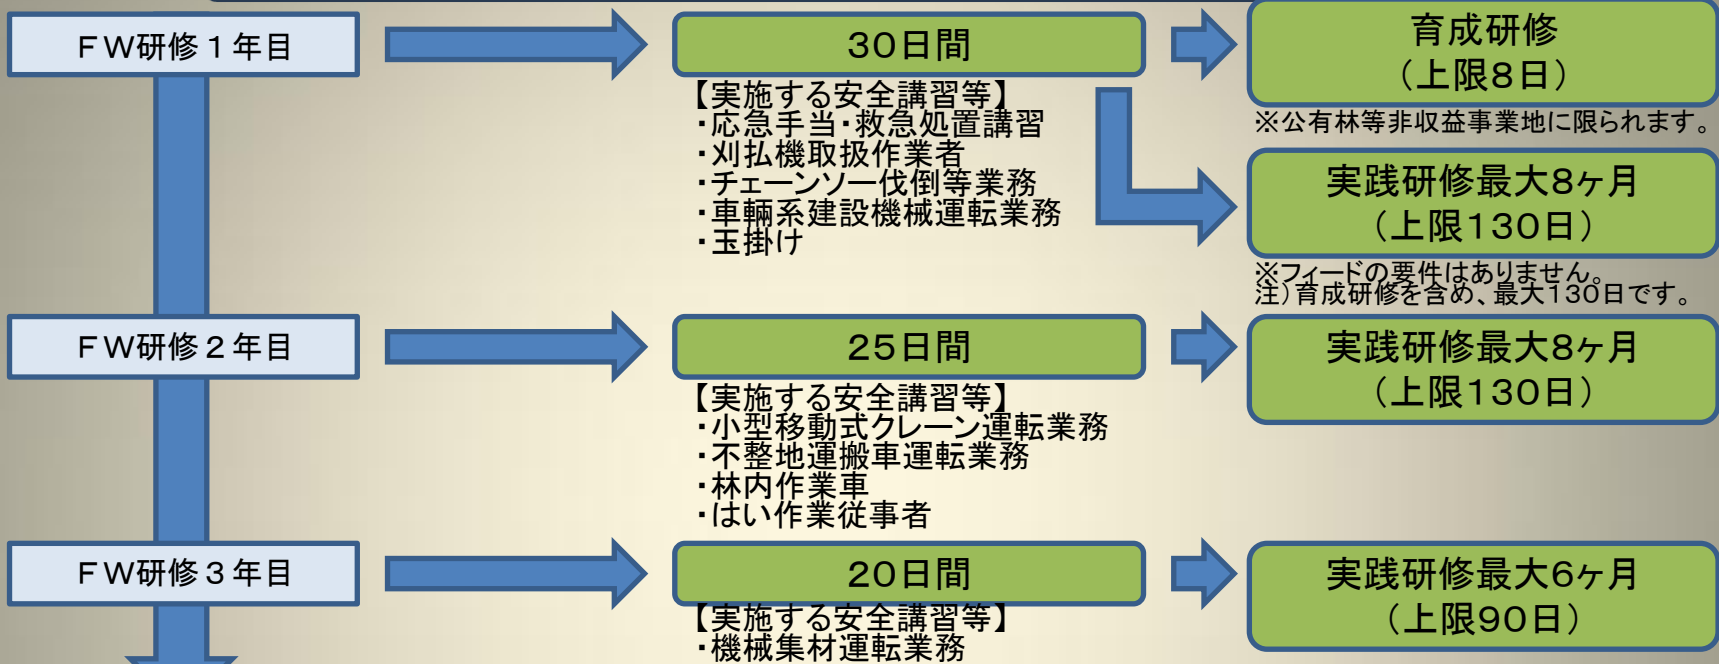 FW研修1年目
30日間
【実施する安全講習等】
・応急手当・救急処置講習
・刈払機取扱作業者
・チェーンソー伐倒等業務
・車輛系建設機械運転業務
・玉掛け
育成研修
（上限8日）
※公有林等非収益事業地に限られます。
実践研修最大8ヶ月
（上限130日）
※フィードの要件はありません。
注）育成研修を含め、最大130日です。
FW研修2年目
25日間
【実施する安全講習等】
・小型移動式クレーン運転業務
・不整地運搬車運転業務
・林内作業車
・はい作業従事者
実践研修最大8ヶ月
（上限130日）
FW研修3年目
20日間
【実施する安全講習等】
・機械集材運転業務
実践研修最大6ヶ月
（上限90日）